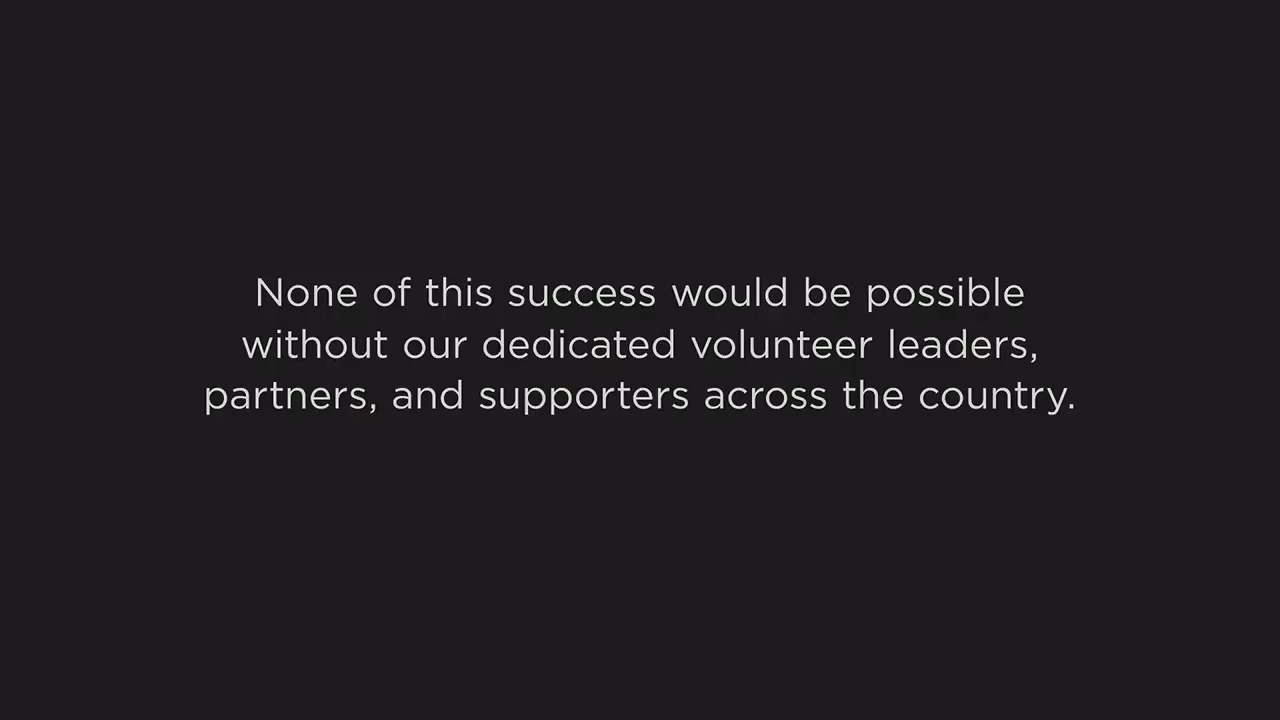 None of this success would be possible
without our dedicated volunteer leaders,
partners, and supporters across the country.